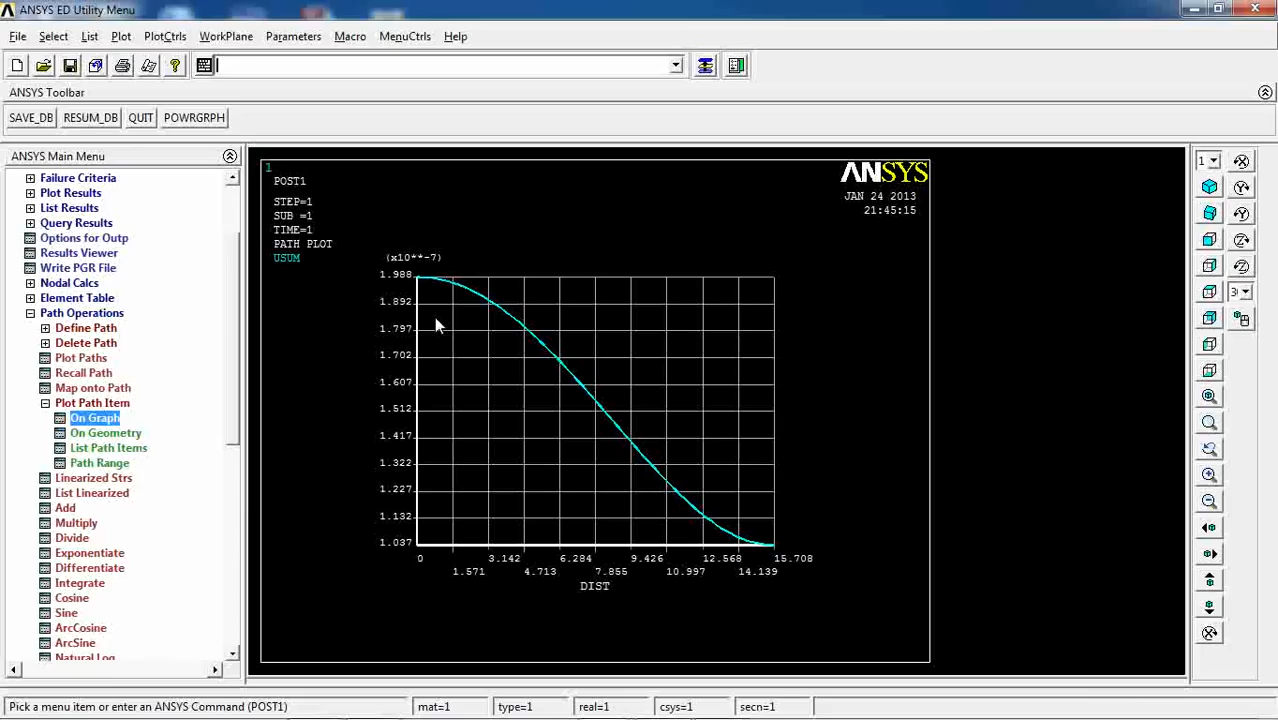 ANSYS ED Utility Menu
File Select List Plot PlotCtrls WorkPlane Parameters Macro MenuCtrls Help
ANSYS Toolbar
SAVE_DB RESUM_DB QUIT POWRGRPH
ANSYS Main Menu
Failure Criteria
Plot Results
List Results
Query Results
Options for Outp
Results Viewer
Write PGR File
Nodal Calcs
Element Table
Path Operations
Define Path
Delete Path
Plot Paths
Recall Path
Map onto Path
Plot Path Item
On Graph
On Geometry
List Path Items
Path Range
Linearized Strs
List Linearized
Add
Multiply
Divide
Exponentiate
Differentiate
Integrate
Cosine
Sine
ArcCosine
ArcSine
Natural Log
1
POST1
STEP=1
SUB =1
TIME=1
PATH PLOT
USUM
ANSYS
JAN 24 2013
21:45:15
(x10**-7)
1.988
1.892
1.797
1.702
1.607
1.512
1.417
1.322
1.227
1.132
1.037
0 3.142 6.284 9.426 12.568 15.708
1.571 4.713 7.855 10.997 14.139
DIST
1
Pick a menu item or enter an ANSYS Command (POST1) mat=1 type=1 real=1 csys=1 secn=1